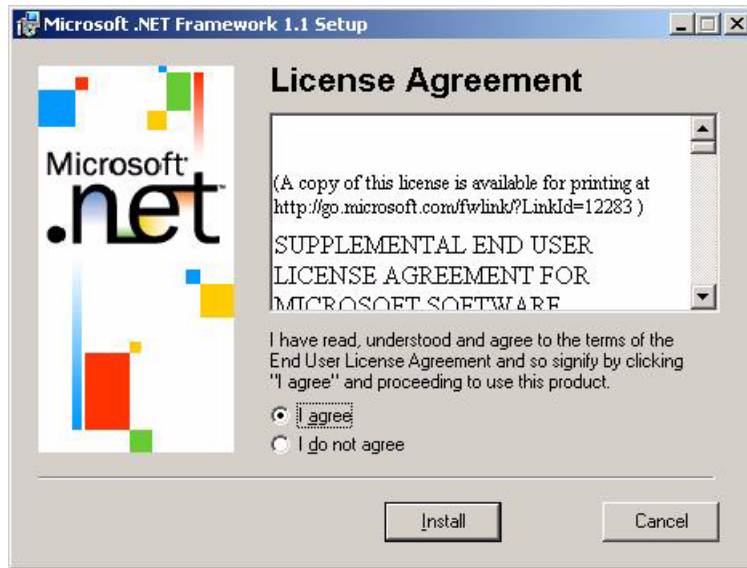 Microsoft .NET Framework 1.1 Setup
License Agreement
Microsoft
.net
(A copy of this license is available for printing at
http://go.microsoft.com/fwlink/?LinkId=12283 )
SUPPLEMENTAL END USER
LICENSE AGREEMENT FOR
MICROSOFT SOFTWARE
I have read, understood and agree to the terms of the
End User License Agreement and so signify by clicking
"I agree" and proceeding to use this product.
I agree
I do not agree
Install
Cancel